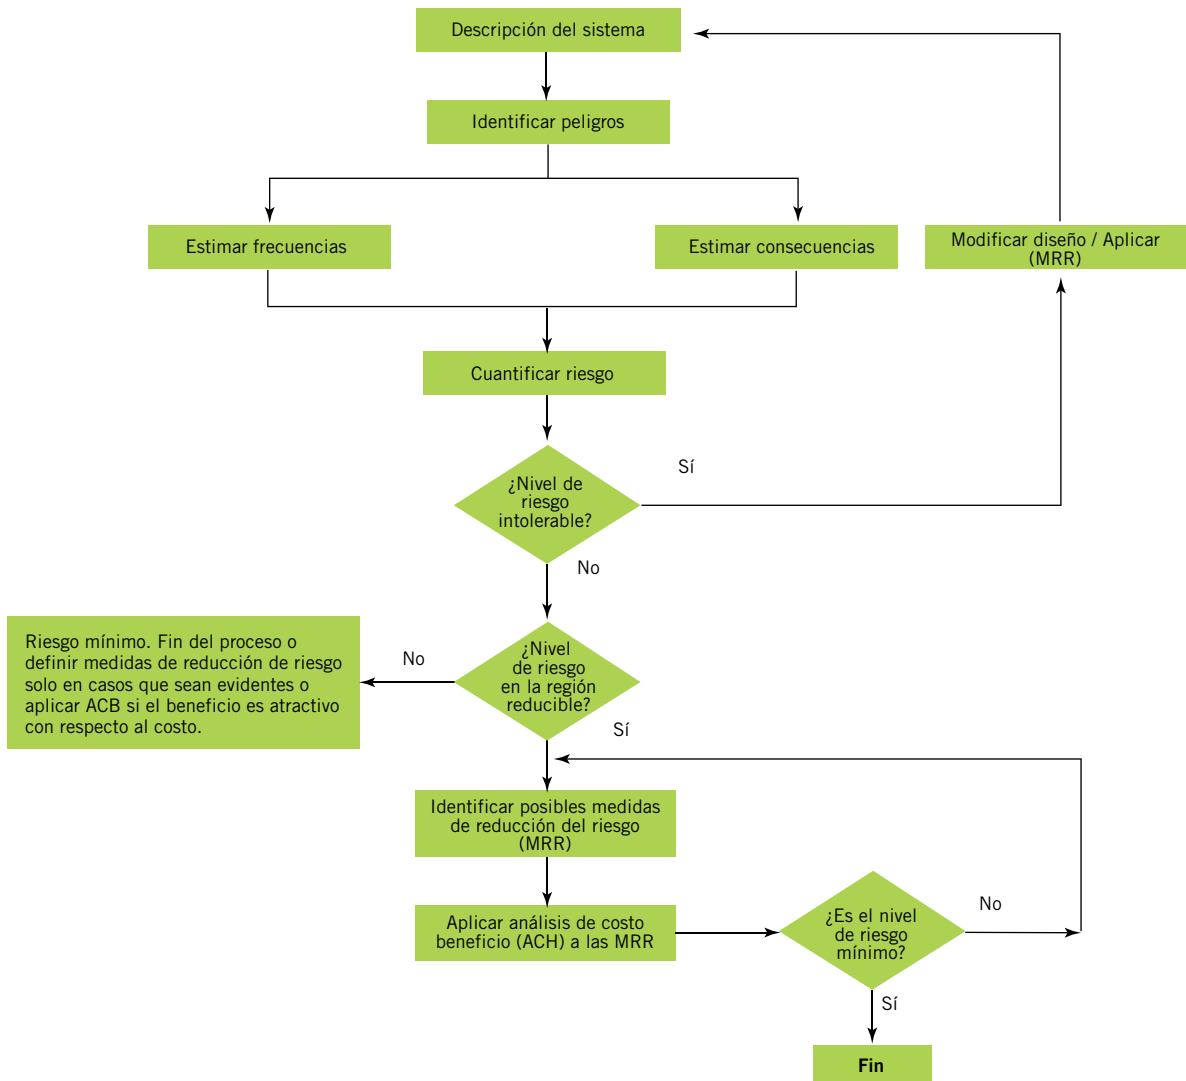 Descripción del sistema
Identificar peligros
Estimar frecuencias
Estimar consecuencias
Modificar diseño / Aplicar
(MRR)
Cuantificar riesgo
¿Nivel de
riesgo
intolerable?
Sí
No
¿Nivel
de riesgo
en la región
reducible?
No
Riesgo mínimo. Fin del proceso o
definir medidas de reducción de riesgo
solo en casos que sean evidentes o
aplicar ACB si el beneficio es atractivo
con respecto al costo.
Sí
Identificar posibles medidas
de reducción del riesgo
(MRR)
Aplicar análisis de costo
beneficio (ACH) a las MRR
¿Es el nivel
de riesgo
mínimo?
No
Sí
Fin